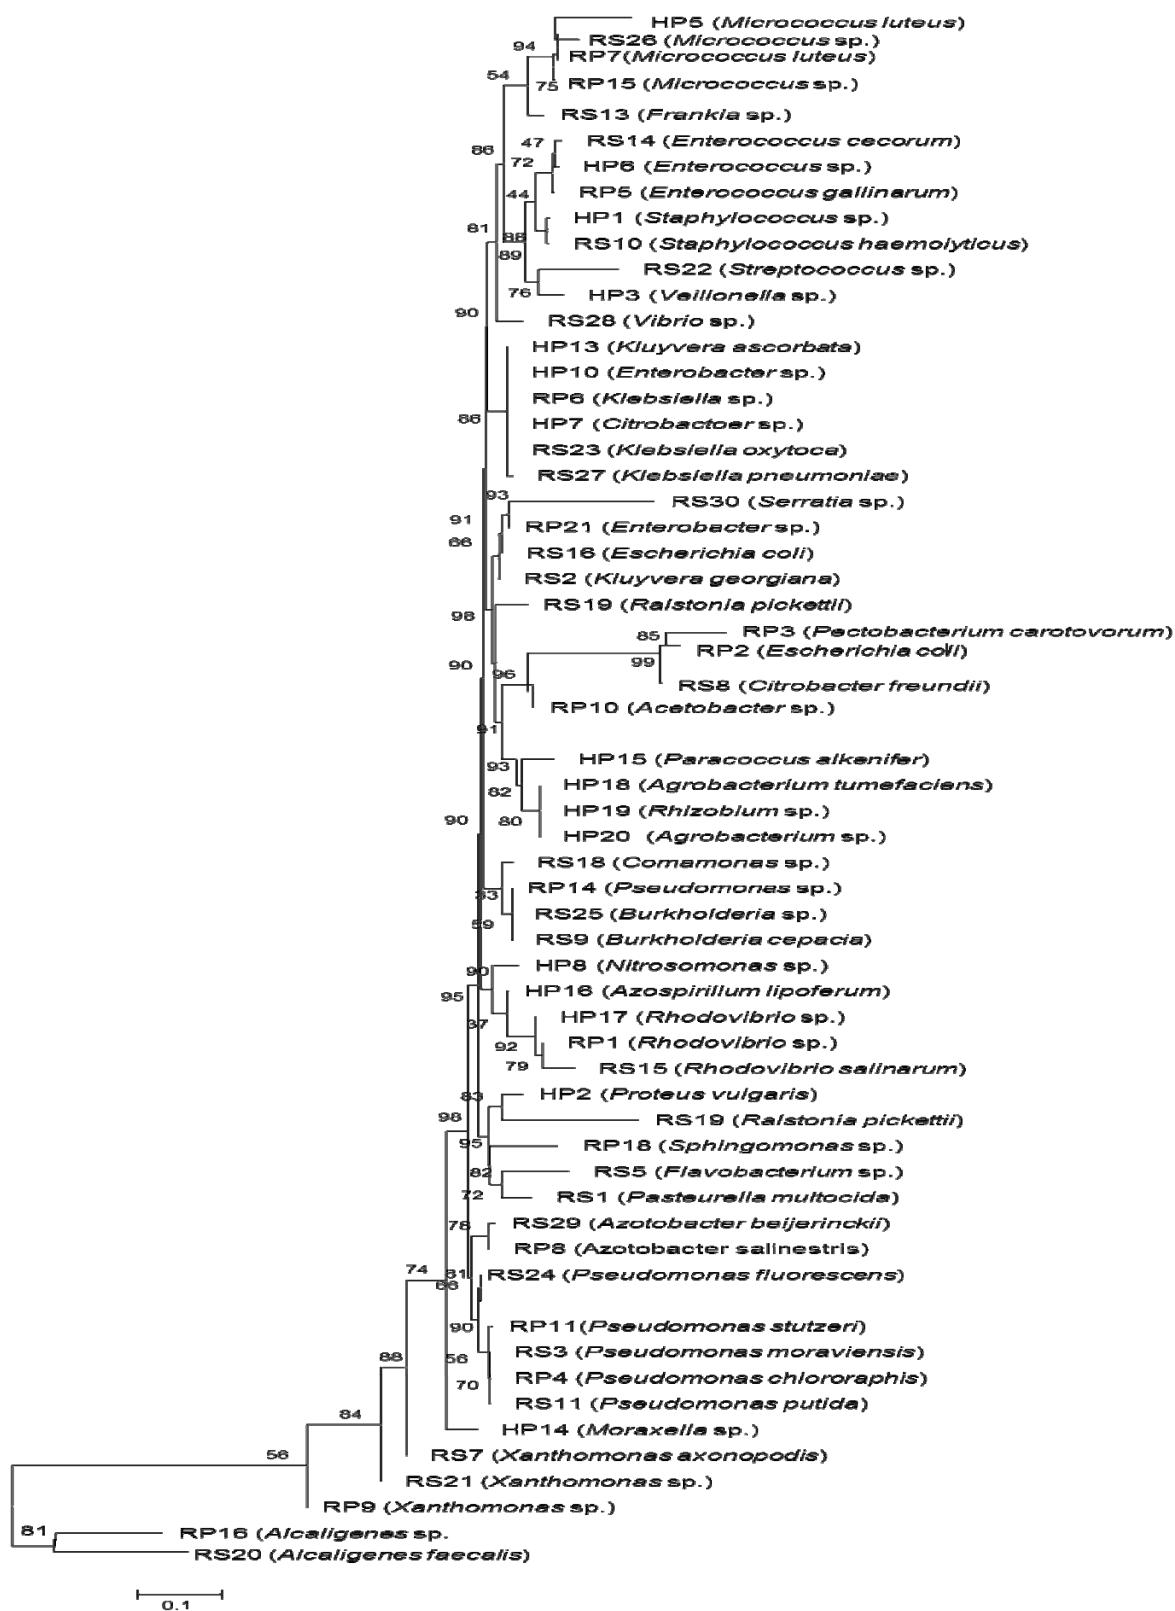 HP5 (Micrococcus luteus)
RS26 (Micrococcus sp.)
94
RP7(Micrococcus luteus)
54
75
RP15 (Micrococcus sp.)
RS13 (Frankia sp.)
47
RS14 (Enterococcus cecorum)
86
72
HP6 (Enterococcus sp.)
44
RP5 (Enterococcus gallinarum)
HP1 (Staphylococcus sp.)
81
88
RS10 (Staphylococcus haemolyticus)
89
RS22 (Streptococcus sp.)
76
HP3 (Veillonella sp.)
90
RS28 (Vibrio sp.)
HP13 (Kluyvera ascorbata)
HP10 (Enterobacter sp.)
RP6 (Klebsiella sp.)
86
HP7 (Citrobactoer sp.)
RS23 (Klebsiella oxytoca)
RS27 (Klebsiella pneumoniae)
93
RS30 (Serratia sp.)
91
RP21 (Enterobacter sp.)
66
RS16 (Escherichia coli)
RS2 (Kluyvera georgiana)
98
RS19 (Ralstonia pickettii)
85
RP3 (Pectobacterium carotovorum)
90
99
RP2 (Escherichia coli)
96
RS8 (Citrobacter freundii)
RP10 (Acetobacter sp.)
91
93
HP15 (Paracoccus alkenifer)
82
HP18 (Agrobacterium tumefaciens)
90
80
HP19 (Rhizobium sp.)
HP20 (Agrobacterium sp.)
RS18 (Comamonas sp.)
33
RP14 (Pseudomonas sp.)
59
RS25 (Burkholderia sp.)
RS9 (Burkholderia cepacia)
90
HP8 (Nitrosomonas sp.)
95
HP16 (Azospirillum lipoferum)
37
HP17 (Rhodovibrio sp.)
92
RP1 (Rhodovibrio sp.)
79
RS15 (Rhodovibrio salinarum)
83
HP2 (Proteus vulgaris)
98
RS19 (Ralstonia pickettii)
95
RP18 (Sphingomonas sp.)
82
RS5 (Flavobacterium sp.)
72
RS1 (Pasteurella multocida)
78
RS29 (Azotobacter beijerinckii)
RP8 (Azotobacter salinestris)
74
81
66
RS24 (Pseudomonas fluorescens)
90
RP11(Pseudomonas stutzeri)
88
56
RS3 (Pseudomonas moraviensis)
70
RP4 (Pseudomonas chlororaphis)
RS11 (Pseudomonas putida)
84
HP14 (Moraxella sp.)
56
RS7 (Xanthomonas axonopodis)
RS21 (Xanthomonas sp.)
RP9 (Xanthomonas sp.)
81
RP16 (Alcaligenes sp.
RS20 (Alcaligenes faecalis)
0.1